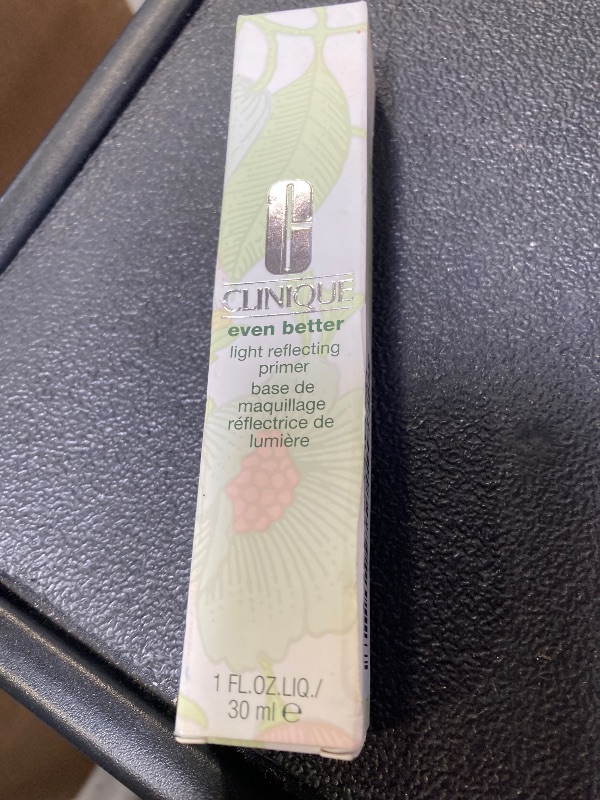 CLINIQUE
even better
light reflecting
primer
base de
maquillage
réflectrice de
lumière
1 FL.OZ.LIQ./
30 ml ℮